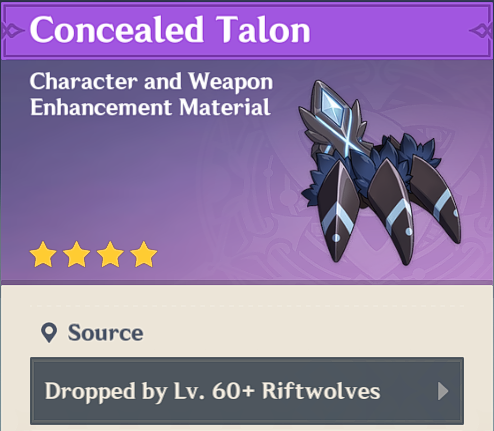 Concealed Talon
Character and Weapon
Enhancement Material
Source
Dropped by Lv. 60+ Riftwolves